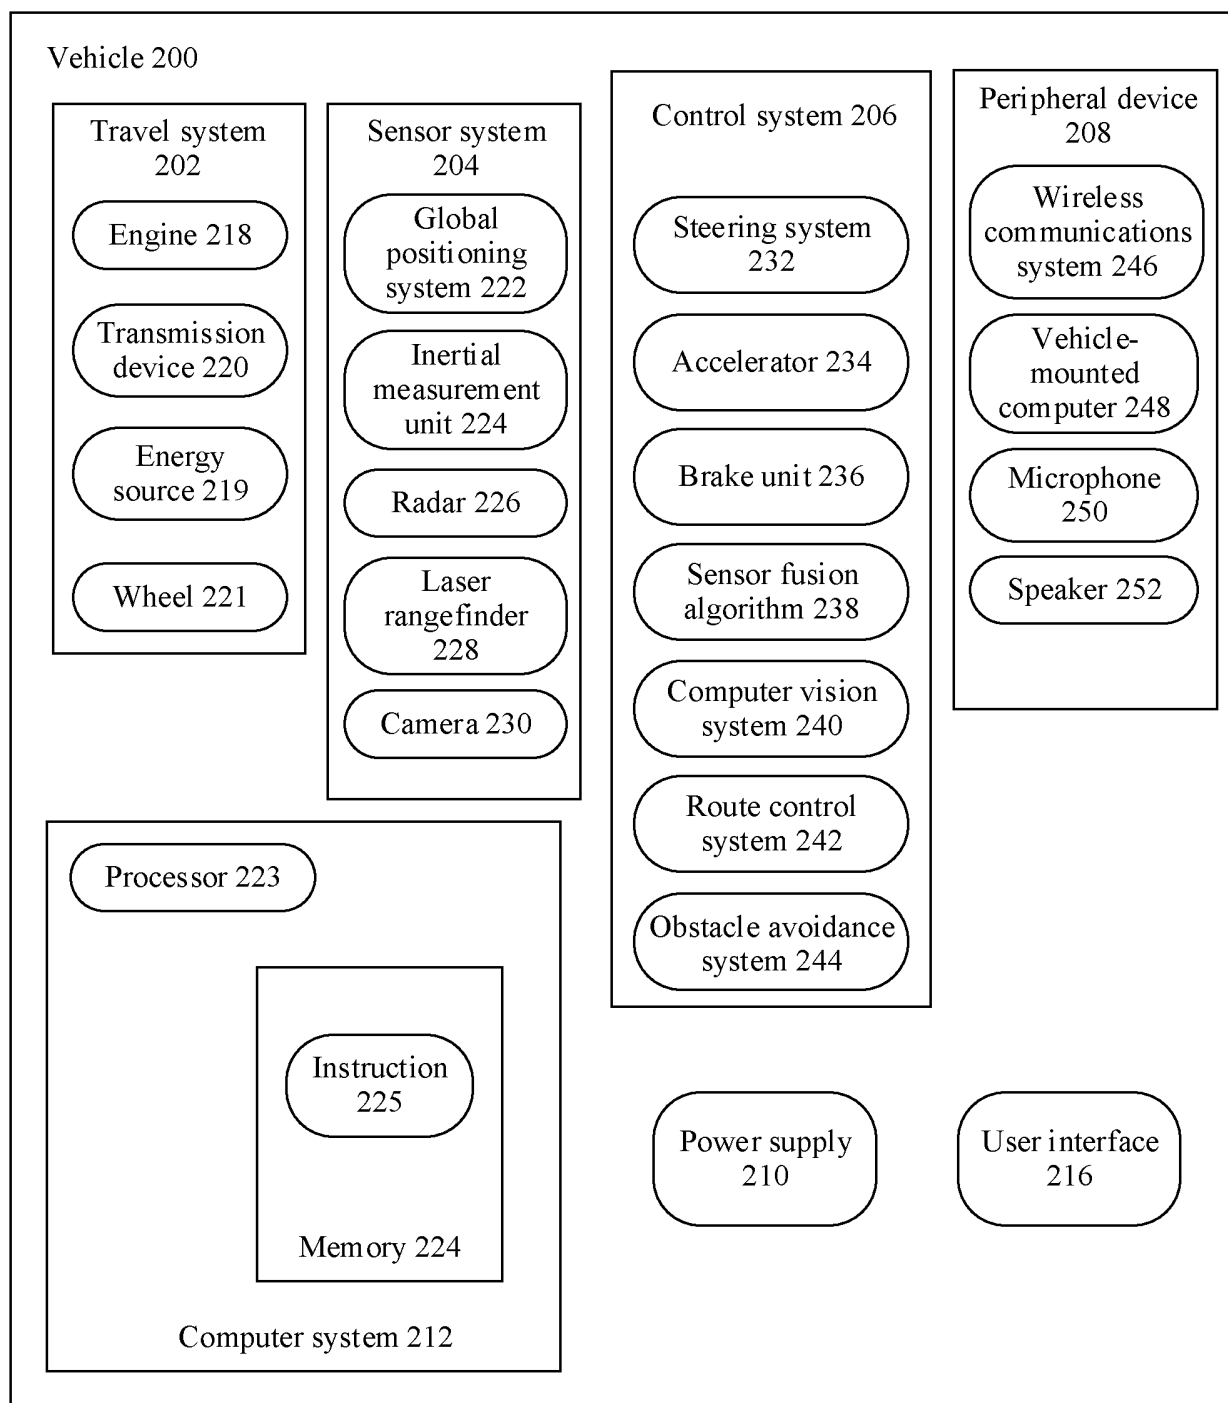 Vehicle 200
Travel system
202
Engine 218
Transmission
device 220
Energy
source 219
Wheel 221
Sensor system
204
Global
positioning
system 222
Inertial
measurement
unit 224
Radar 226
Laser
rangefinder
228
Camera 230
Control system 206
Steering system
232
Accelerator 234
Brake unit 236
Sensor fusion
algorithm 238
Computer vision
system 240
Route control
system 242
Obstacle avoidance
system 244
Peripheral device
208
Wireless
communications
system 246
Vehicle-
mounted
computer 248
Microphone
250
Speaker 252
Processor 223
Instruction
225
Memory 224
Computer system 212
Power supply
210
User interface
216